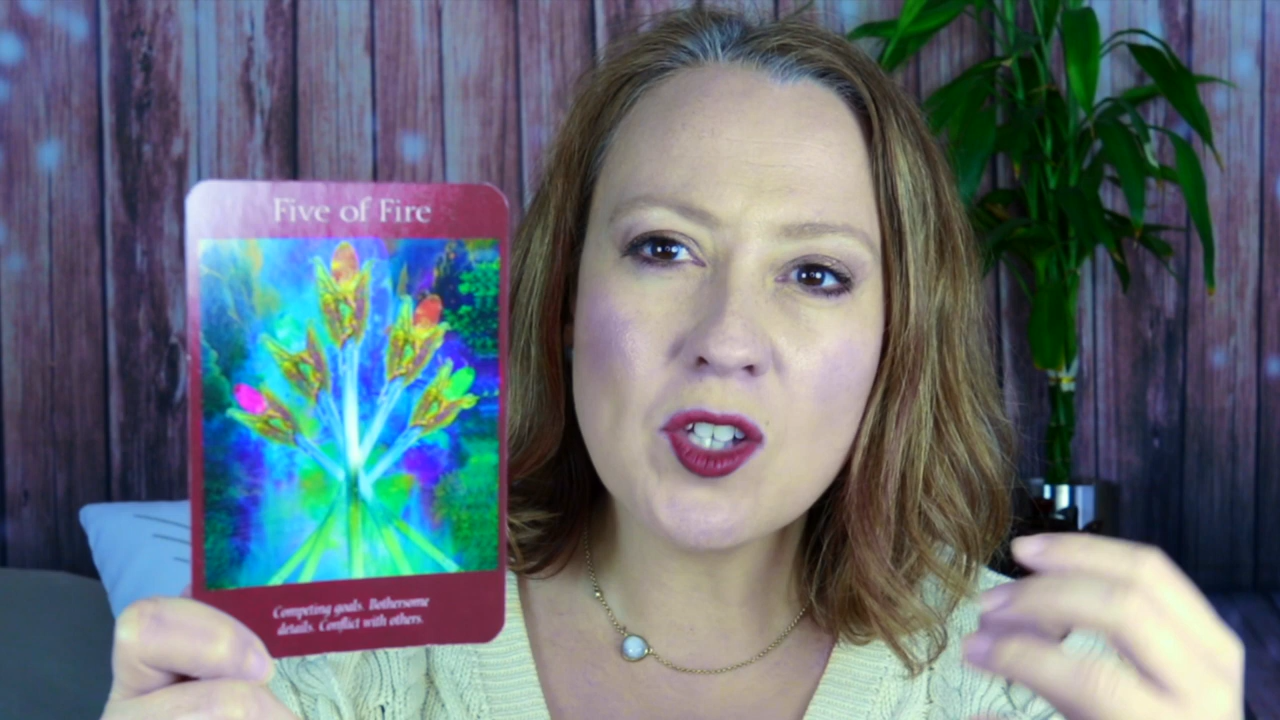 Five of Fire
Competing goals. Bothersome
details. Conflict with others.